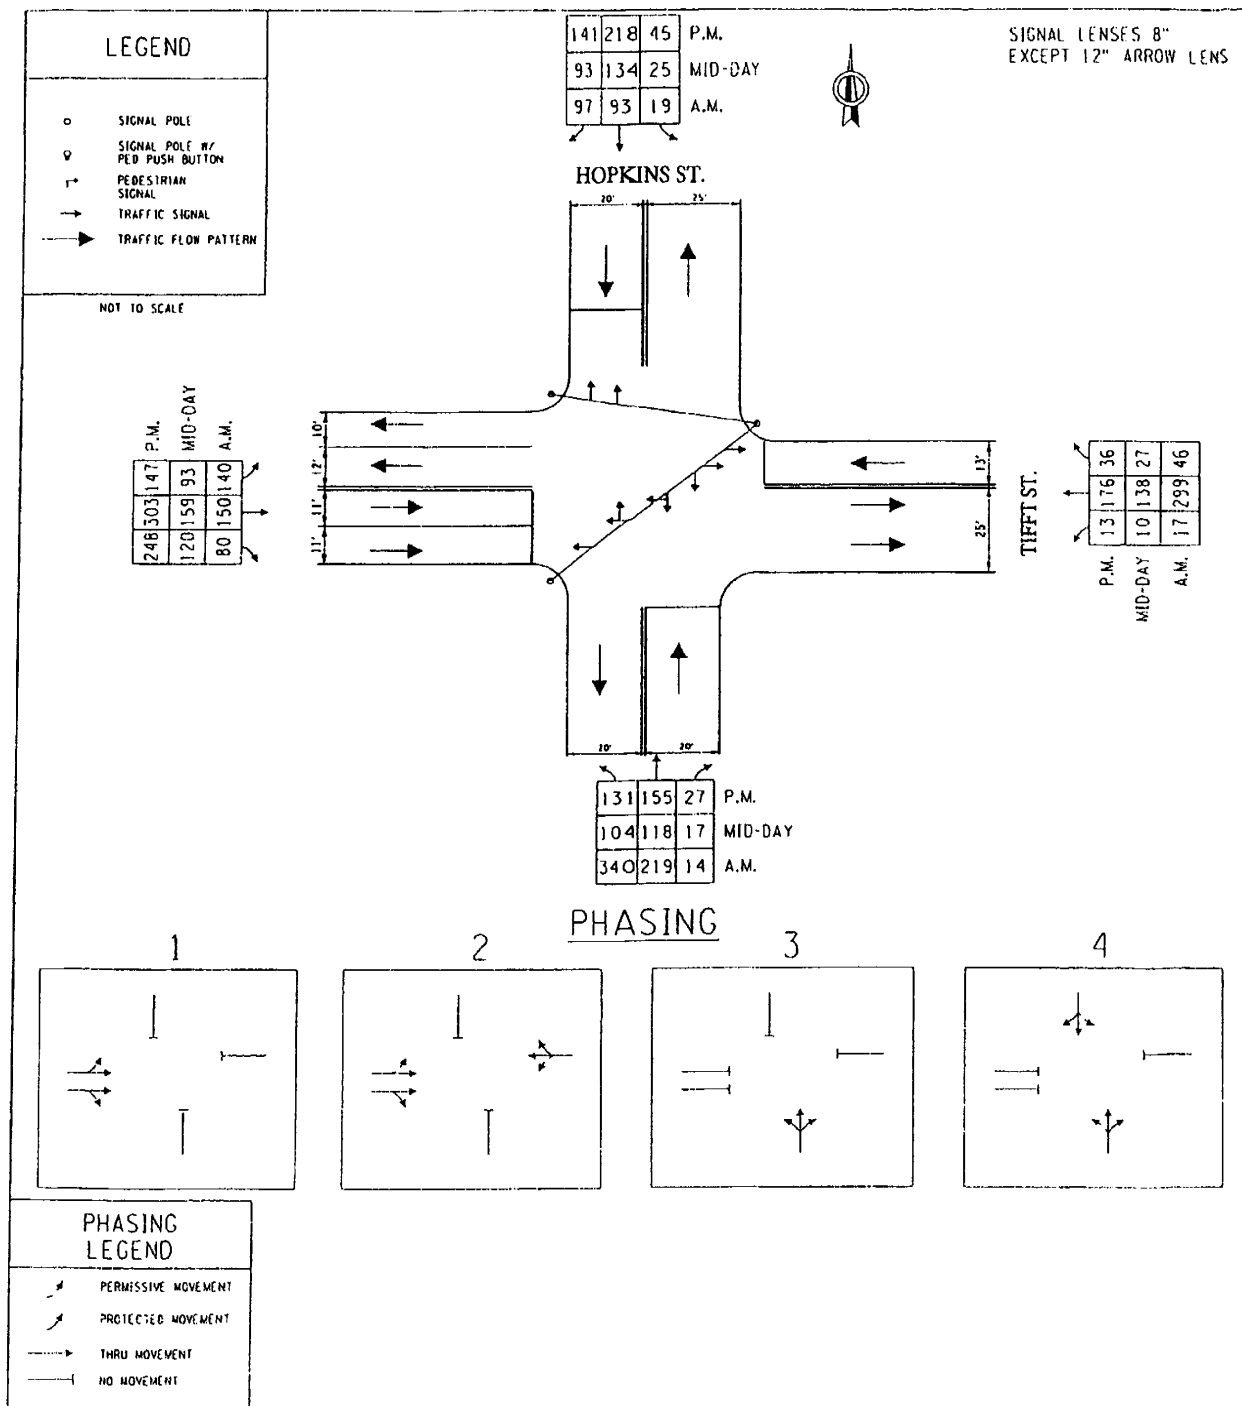 LEGEND
SIGNAL POLE
SIGNAL POLE W/
PED PUSH BUTTON
PEDESTRIAN
SIGNAL
TRAFFIC SIGNAL
TRAFFIC FLOW PATTERN
NOT TO SCALE
141 218 45 P.M.
93 134 25 MID-DAY
97 93 19 A.M.
HOPKINS ST.
SIGNAL LENSES 8"
EXCEPT 12" ARROW LENS
20' 25'
P.M. MID-DAY A.M.
147 93 140
303 159 150
248 120 80
10'
12'
11'
11'
13'
25'
TIFFT ST.
36 27 46
176 138 299
13 10 17
P.M. MID-DAY A.M.
20' 20'
131 155 27 P.M.
104 118 17 MID-DAY
340 219 14 A.M.
PHASING
1 2 3 4
PHASING
LEGEND
PERMISSIVE MOVEMENT
PROTECTED MOVEMENT
THRU MOVEMENT
NO MOVEMENT